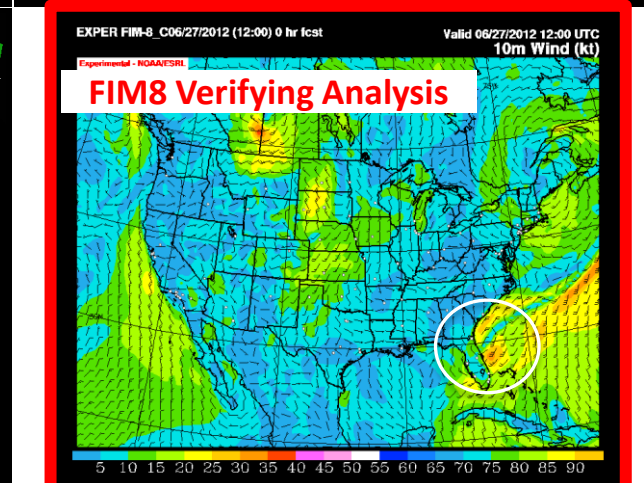 EXPER FIM-8_C06/27/2012 (12:00) 0 hr fcst
Valid 06/27/2012 12:00 UTC
10m Wind (kt)
Experimental - NOAA/ESRL
FIM8 Verifying Analysis
5 10 15 20 25 30 35 40 45 50 55 60 65 70 75 80 85 90